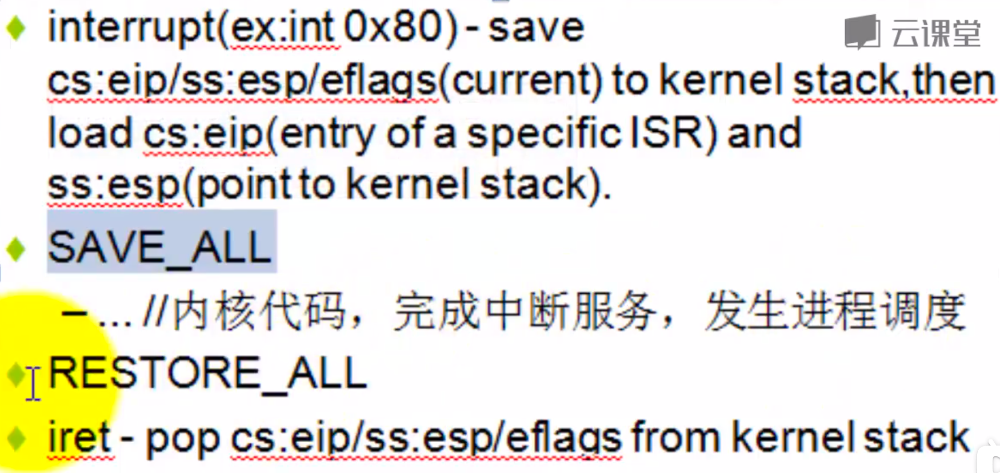 interrupt(ex:int 0x80) - save
云课堂
cs:eip/ss:esp/eflags(current) to kernel stack,then
load cs:eip(entry of a specific ISR) and
ss:esp(point to kernel stack).
SAVE_ALL
– ... //内核代码，完成中断服务，发生进程调度
RESTORE_ALL
iret - pop cs:eip/ss:esp/eflags from kernel stack